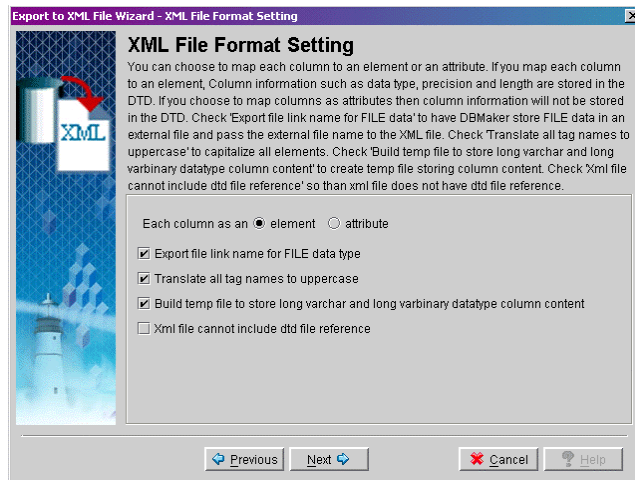 Export to XML File Wizard - XML File Format Setting
XML File Format Setting
You can choose to map each column to an element or an attribute. If you map each column
to an element, Column information such as data type, precision and length are stored in the
DTD. If you choose to map columns as attributes then column information will not be stored
in the DTD. Check 'Export file link name for FILE data' to have DBMaker store FILE data in an
external file and pass the external file name to the XML file. Check 'Translate all tag names to
uppercase' to capitalize all elements. Check 'Build temp file to store long varchar and long
varbinary datatype column content' to create temp file storing column content. Check 'Xml file
cannot include dtd file reference' so than xml file does not have dtd file reference.
XML
Each column as an element attribute
Export file link name for FILE data type
Translate all tag names to uppercase
Build temp file to store long varchar and long varbinary datatype column content
Xml file cannot include dtd file reference
Previous Next Cancel Help